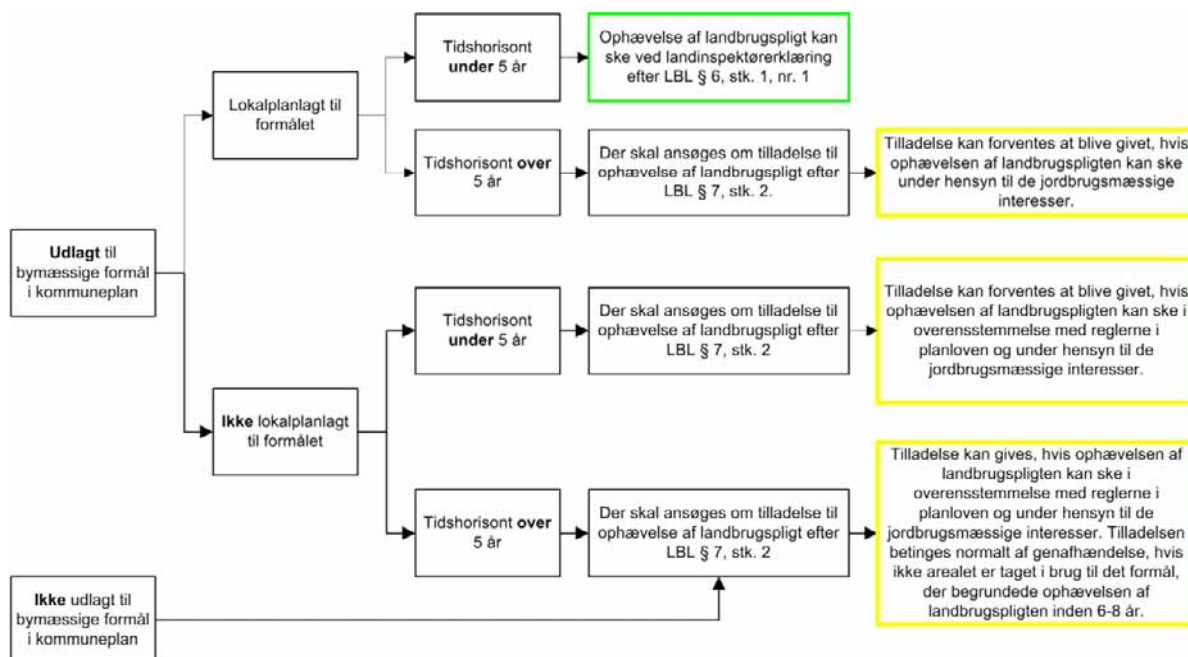 Tidshorisont
under 5 år
Ophævelse af landbrugspligt kan
ske ved landinspektørerklæring
efter LBL § 6, stk. 1, nr. 1
Lokalplanlagt til
formålet
Tidshorisont over
5 år
Der skal ansøges om tilladelse til
ophævelse af landbrugspligt efter
LBL § 7, stk. 2.
Tilladelse kan forventes at blive givet, hvis
ophævelsen af landbrugspligten kan ske
under hensyn til de jordbrugsmæssige
interesser.
Udlagt til
bymæssige formål
i kommuneplan
Tidshorisont
under 5 år
Der skal ansøges om tilladelse til
ophævelse af landbrugspligt efter
LBL § 7, stk. 2
Tilladelse kan forventes at blive givet, hvis
ophævelsen af landbrugspligten kan ske i
overensstemmelse med reglerne i
planloven og under hensyn til de
jordbrugsmæssige interesser.
Ikke lokalplanlagt
til formålet
Tidshorisont over
5 år
Der skal ansøges om tilladelse til
ophævelse af landbrugspligt efter
LBL § 7, stk. 2
Tilladelse kan gives, hvis ophævelsen af
landbrugspligten kan ske i
overensstemmelse med reglerne i
planloven og under hensyn til de
jordbrugsmæssige interesser. Tilladelsen
betinges normalt af genafhændelse, hvis
ikke arealet er taget i brug til det formål,
der begrundede ophævelsen af
landbrugspligten inden 6-8 år.
Ikke udlagt til
bymæssige formål
i kommuneplan